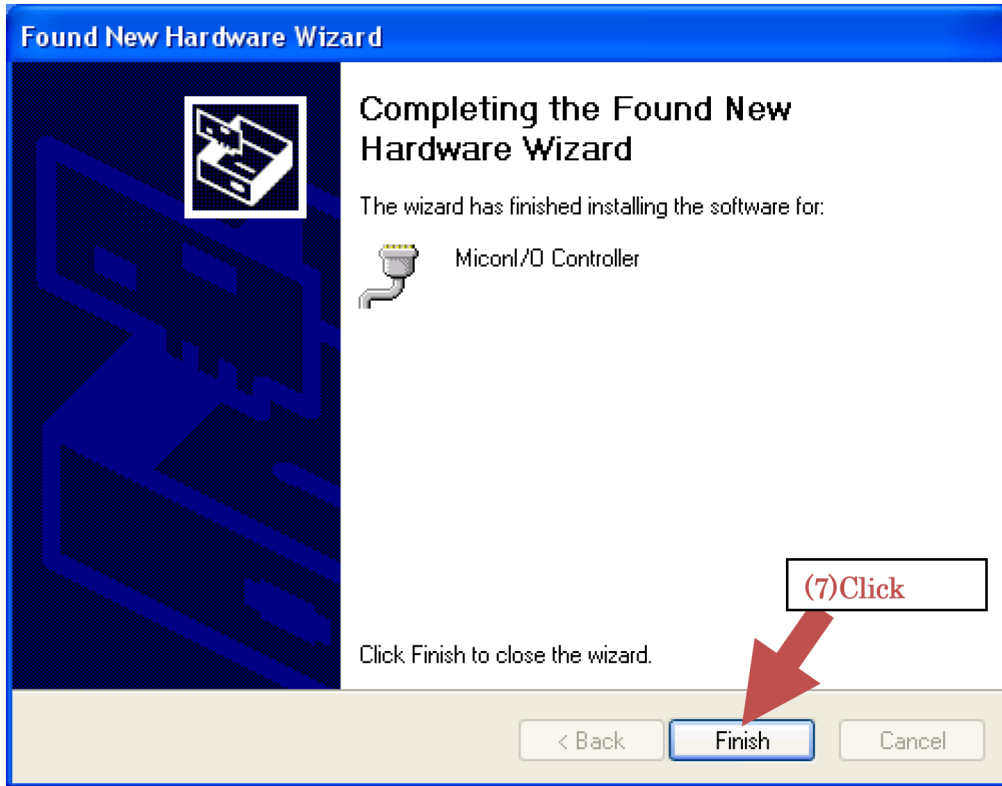 Found New Hardware Wizard
Completing the Found New
Hardware Wizard
The wizard has finished installing the software for:
MiconI/O Controller
(7)Click
Click Finish to close the wizard.
< Back
Finish
Cancel